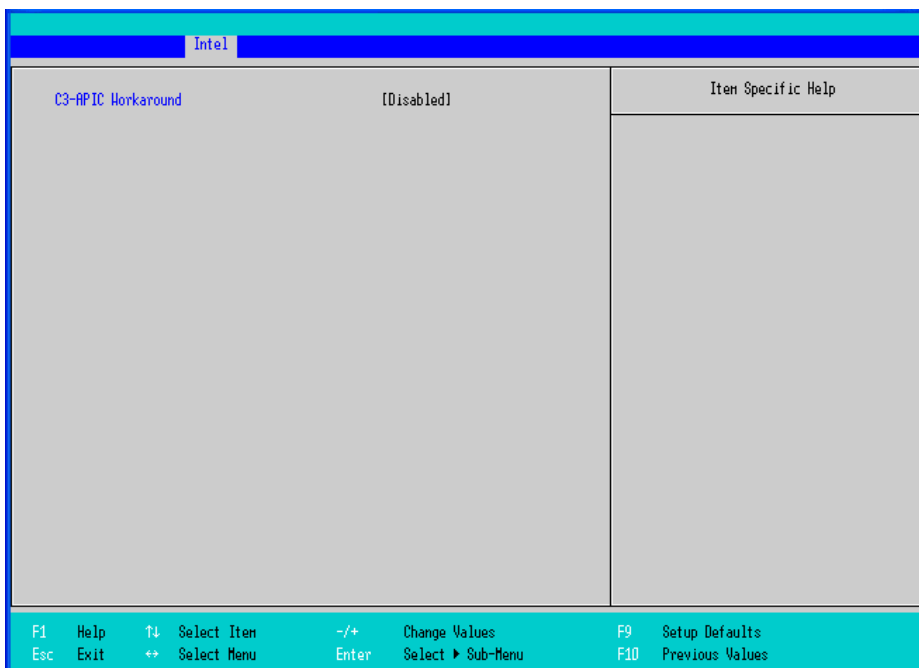 Intel
C3-APIC Workaround [Disabled]
Item Specific Help
F1 Help ↑↓ Select Item -/+ Change Values F9 Setup Defaults
Esc Exit ↔ Select Menu Enter Select ▶ Sub-Menu F10 Previous Values